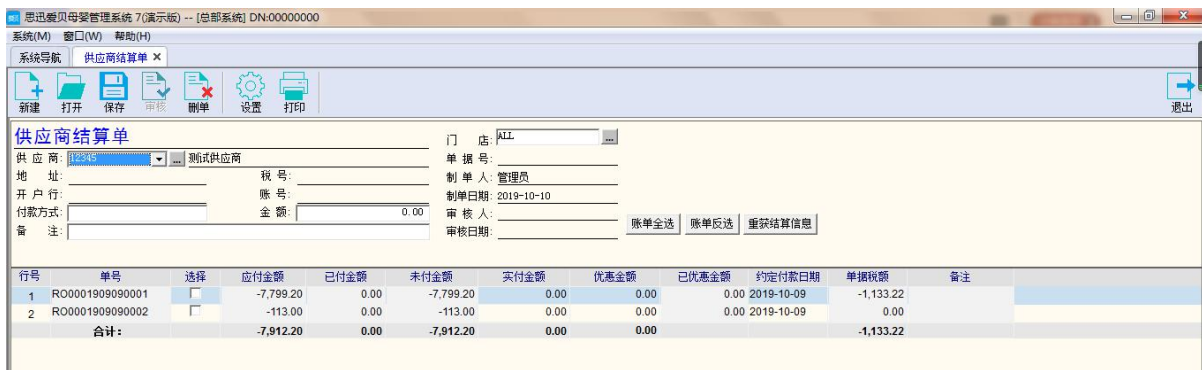 思迅爱贝母婴管理系统 7(演示版) -- [总部系统] DN:00000000
系统(M) 窗口(W) 帮助(H)
系统导航 供应商结算单 ×
新建 打开 保存 审核 删单 设置 打印 退出
供应商结算单
门 店: ALL ...
供 应 商: 12345 ... 测试供应商
单 据 号:
地 址: 税 号:
制 单 人: 管理员
开 户 行: 账 号:
制单日期: 2019-10-10
付款方式: 金 额: 0.00
审 核 人:
备 注:
审核日期:
账单全选 账单反选 重获结算信息
行号 单号 选择 应付金额 已付金额 未付金额 实付金额 优惠金额 已优惠金额 约定付款日期 单据税额 备注
1 RO0001909090001 -7,799.20 0.00 -7,799.20 0.00 0.00 0.00 2019-10-09 -1,133.22
2 RO0001909090002 -113.00 0.00 -113.00 0.00 0.00 0.00 2019-10-09 0.00
合计: -7,912.20 0.00 -7,912.20 0.00 0.00 -1,133.22